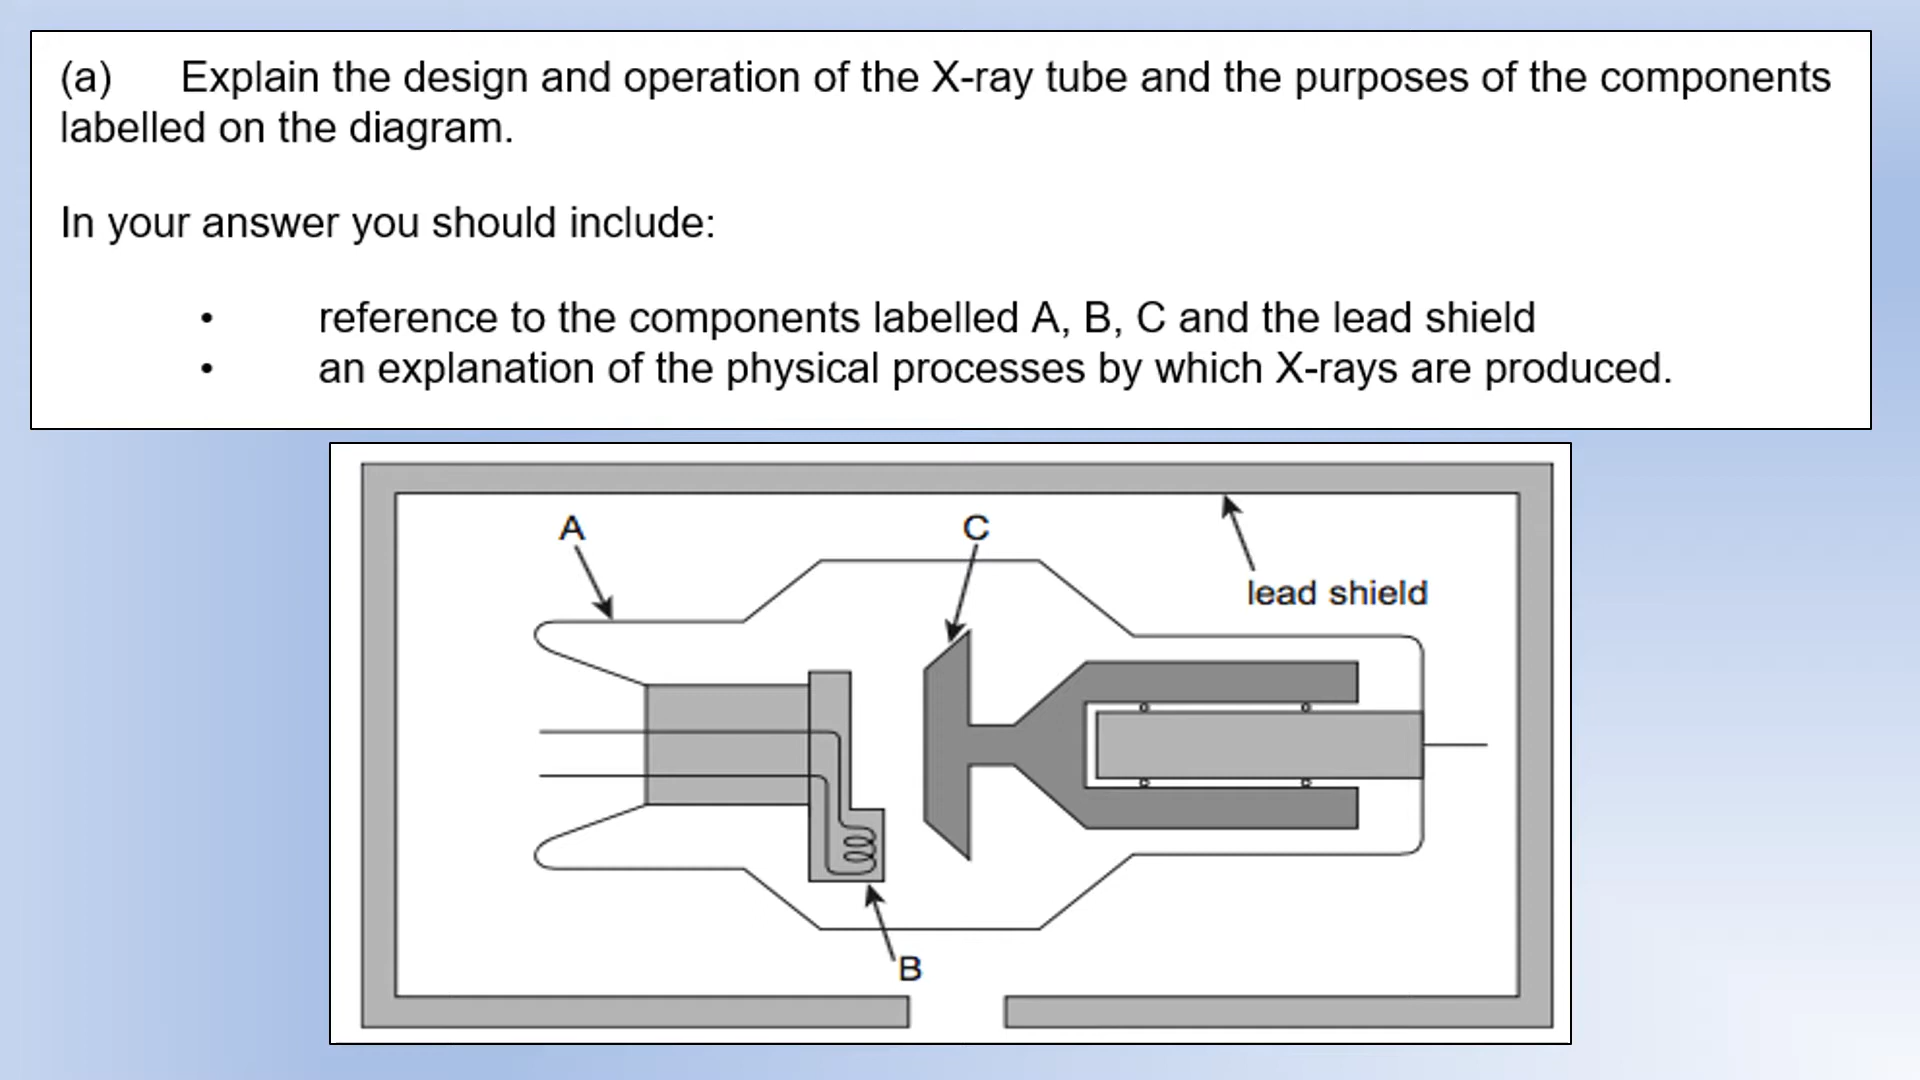 (a) Explain the design and operation of the X-ray tube and the purposes of the components
labelled on the diagram.
In your answer you should include:
• reference to the components labelled A, B, C and the lead shield
• an explanation of the physical processes by which X-rays are produced.
A
C
lead shield
B